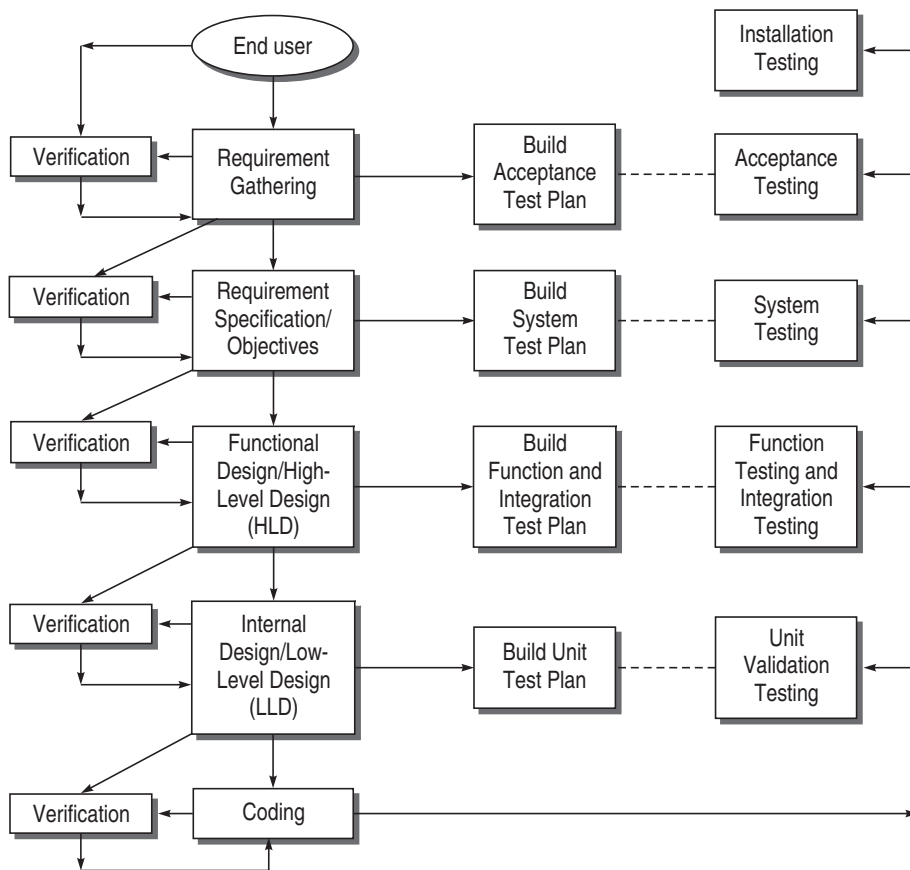 End user
Installation
Testing
Verification
Requirement
Gathering
Build
Acceptance
Test Plan
Acceptance
Testing
Verification
Requirement
Specification/
Objectives
Build
System
Test Plan
System
Testing
Verification
Functional
Design/High-
Level Design
(HLD)
Build
Function and
Integration
Test Plan
Function
Testing and
Integration
Testing
Verification
Internal
Design/Low-
Level Design
(LLD)
Build Unit
Test Plan
Unit
Validation
Testing
Verification
Coding